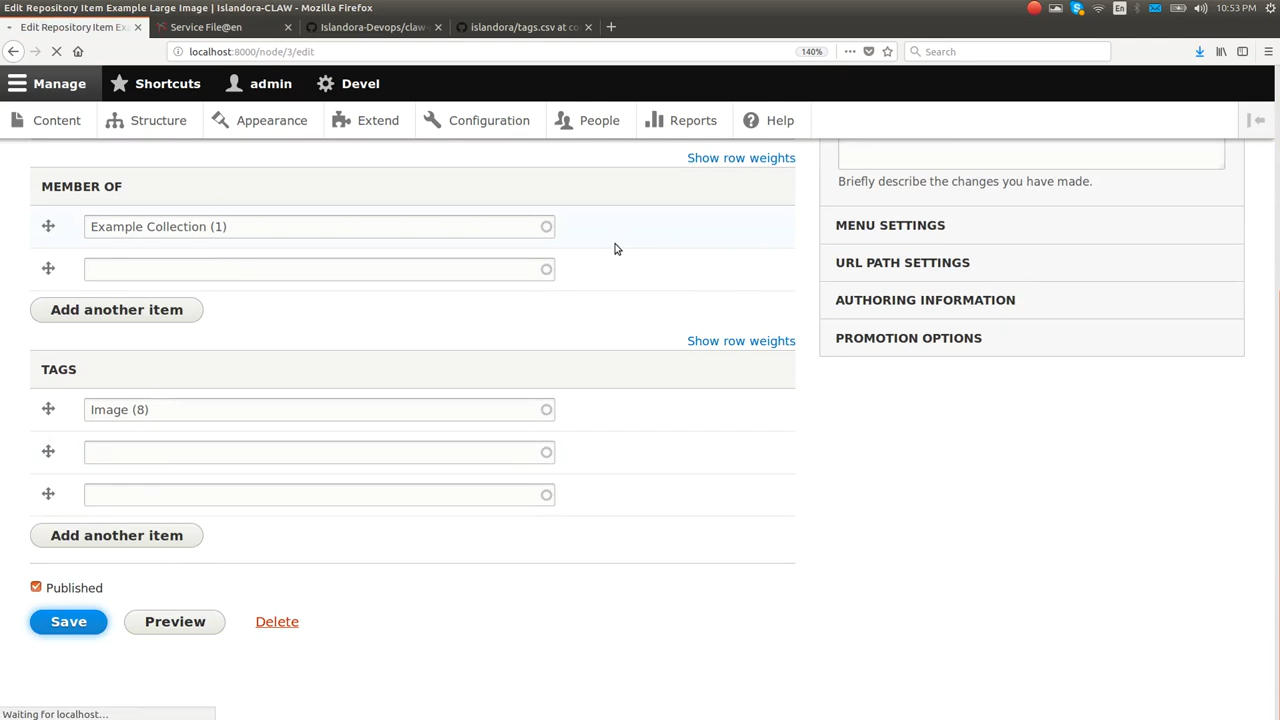 Edit Repository Item Example Large Image | Islandora-CLAW - Mozilla Firefox
En
10:53 PM
Edit Repository Item Exa
Service File@en
Islandora-Devops/claw-
islandora/tags.csv at co
localhost:8000/node/3/edit
140%
Search
Manage
Shortcuts
admin
Devel
Content
Structure
Appearance
Extend
Configuration
People
Reports
Help
Show row weights
MEMBER OF
Example Collection (1)
Add another item
Show row weights
TAGS
Image (8)
Add another item
Published
Save
Preview
Delete
Briefly describe the changes you have made.
MENU SETTINGS
URL PATH SETTINGS
AUTHORING INFORMATION
PROMOTION OPTIONS
Waiting for localhost...